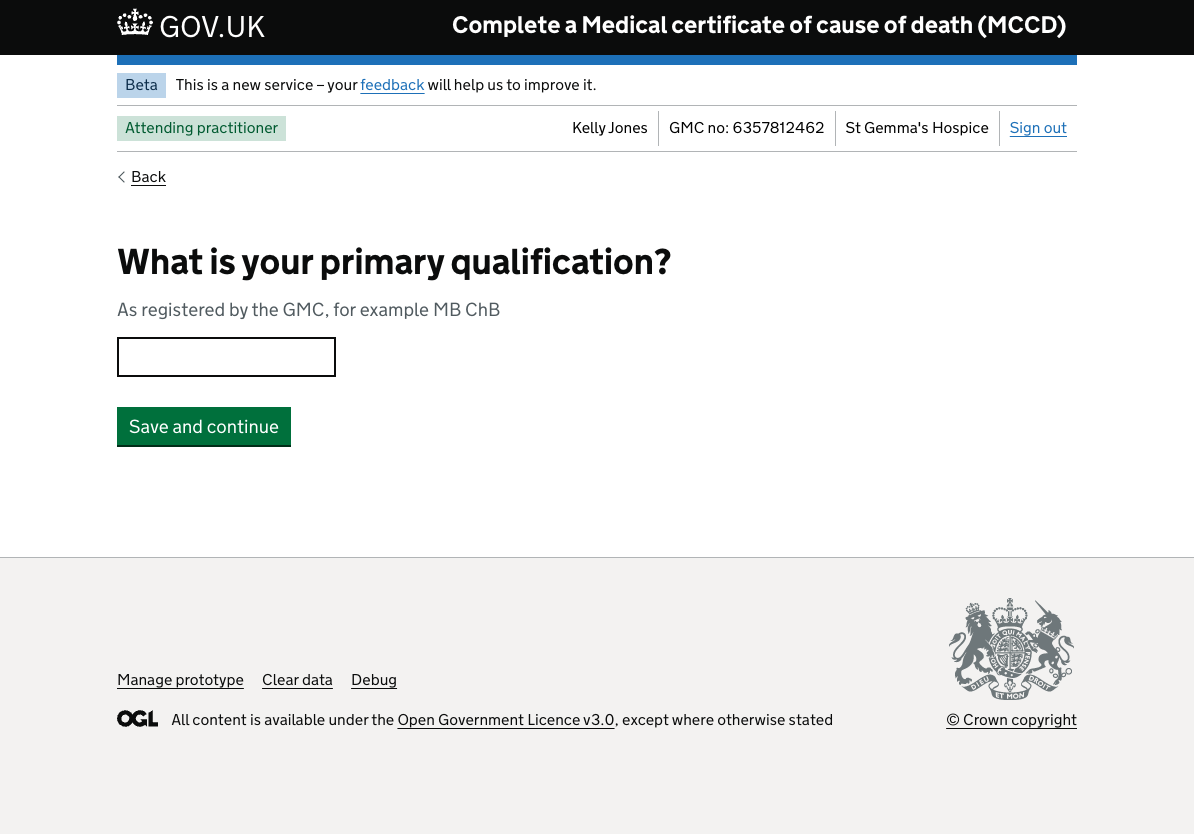 GOV.UK
Complete a Medical certificate of cause of death (MCCD)
Beta This is a new service – your feedback will help us to improve it.
Attending practitioner
Kelly Jones GMC no: 6357812462 St Gemma's Hospice Sign out
Back
What is your primary qualification?
As registered by the GMC, for example MB ChB
Save and continue
Manage prototype Clear data Debug
OGL All content is available under the Open Government Licence v3.0, except where otherwise stated
DIEU ET MON DROIT
© Crown copyright